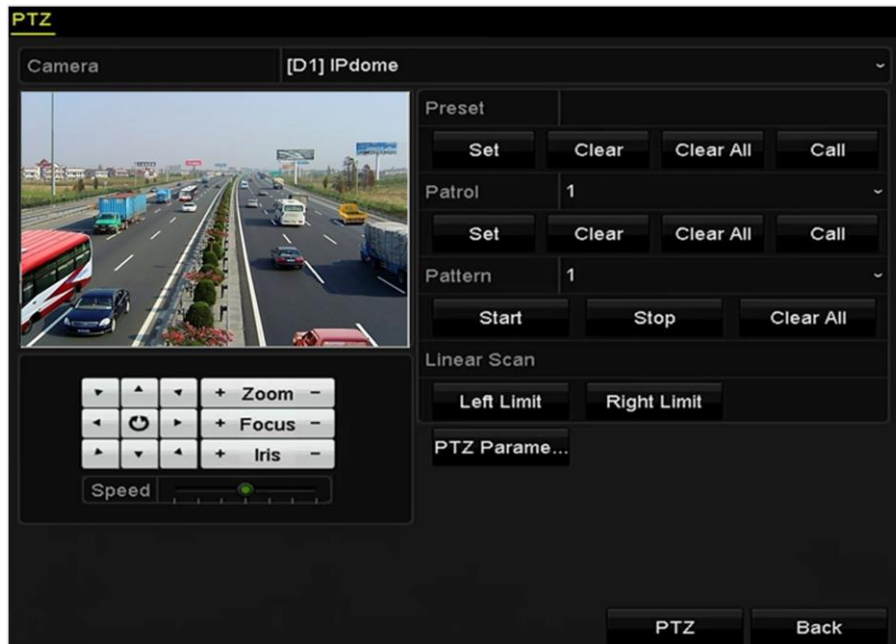 PTZ
Camera [D1] IPdome
Preset
Set Clear Clear All Call
Patrol 1
Set Clear Clear All Call
Pattern 1
Start Stop Clear All
Linear Scan
Left Limit Right Limit
PTZ Parame...
+ Zoom −
+ Focus −
+ Iris −
Speed
PTZ Back